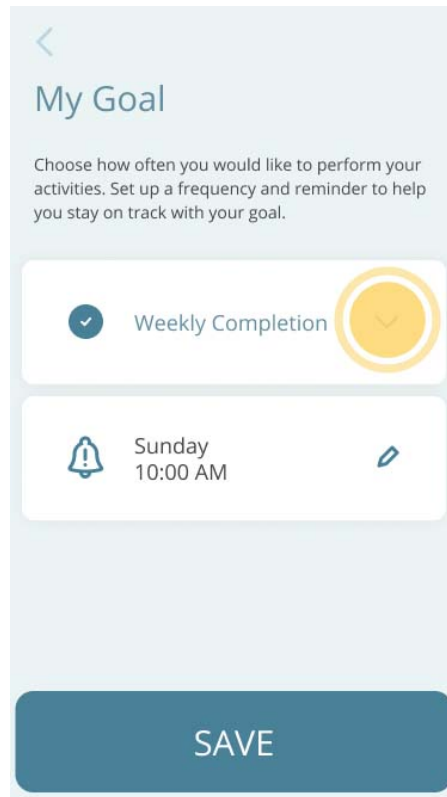 My Goal
Choose how often you would like to perform your
activities. Set up a frequency and reminder to help
you stay on track with your goal.
Weekly Completion
Sunday
10:00 AM
SAVE